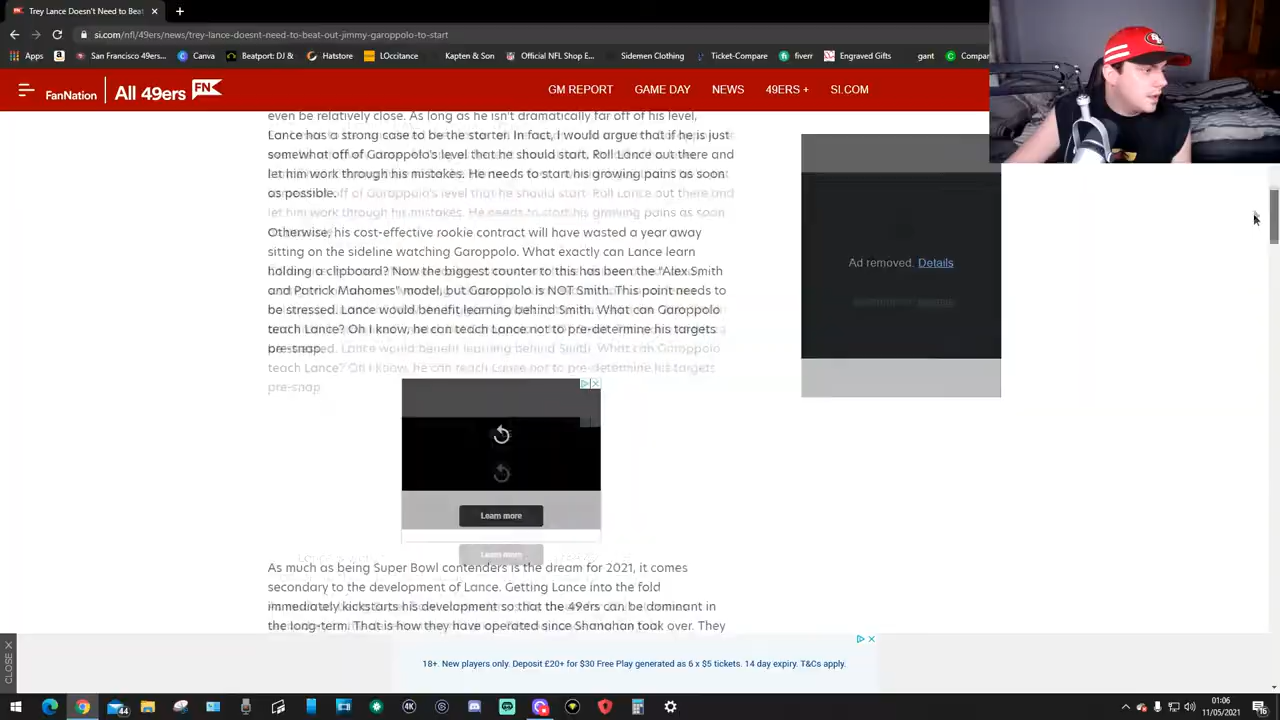 Trey Lance Doesn't Need to Beat
si.com/nfl/49ers/news/trey-lance-doesnt-need-to-beat-out-jimmy-garoppolo-to-start
Apps San Francisco 49er... Canva Beatport: DJ & Hatstore LOccitance Kapten & Son Official NFL Shop E... Sidemen Clothing Ticket-Compare fiverr Engraved Gifts gant Compa
FanNation All 49ers FN GM REPORT GAME DAY NEWS 49ERS + SI.COM
even be relatively close. As long as he isn't dramatically far off of his level,
Lance has a strong case to be the starter. In fact, I would argue that if he is just
somewhat off of Garoppolo's level that he should start. Roll Lance out there and
let him work through his mistakes. He needs to start his growing pains as soon
as possible.
Otherwise, his cost-effective rookie contract will have wasted a year away
sitting on the sideline watching Garoppolo. What exactly can Lance learn
holding a clipboard? Now the biggest counter to this has been the "Alex Smith
and Patrick Mahomes" model, but Garoppolo is NOT Smith. This point needs to
be stressed. Lance would benefit learning behind Smith. What can Garoppolo
teach Lance? Oh I know, he can teach Lance not to pre-determine his targets
pre-snap.
Ad removed. Details
Learn more
As much as being Super Bowl contenders is the dream for 2021, it comes
secondary to the development of Lance. Getting Lance into the fold
immediately kickstarts his development so that the 49ers can be dominant in
the long-term. That is how they have operated since Shanahan took over. They
CLOSE X
18+. New players only. Deposit £20+ for $30 Free Play generated as 6 x $5 tickets. 14 day expiry. T&Cs apply.
44
4K
01:06
11/05/2021
16